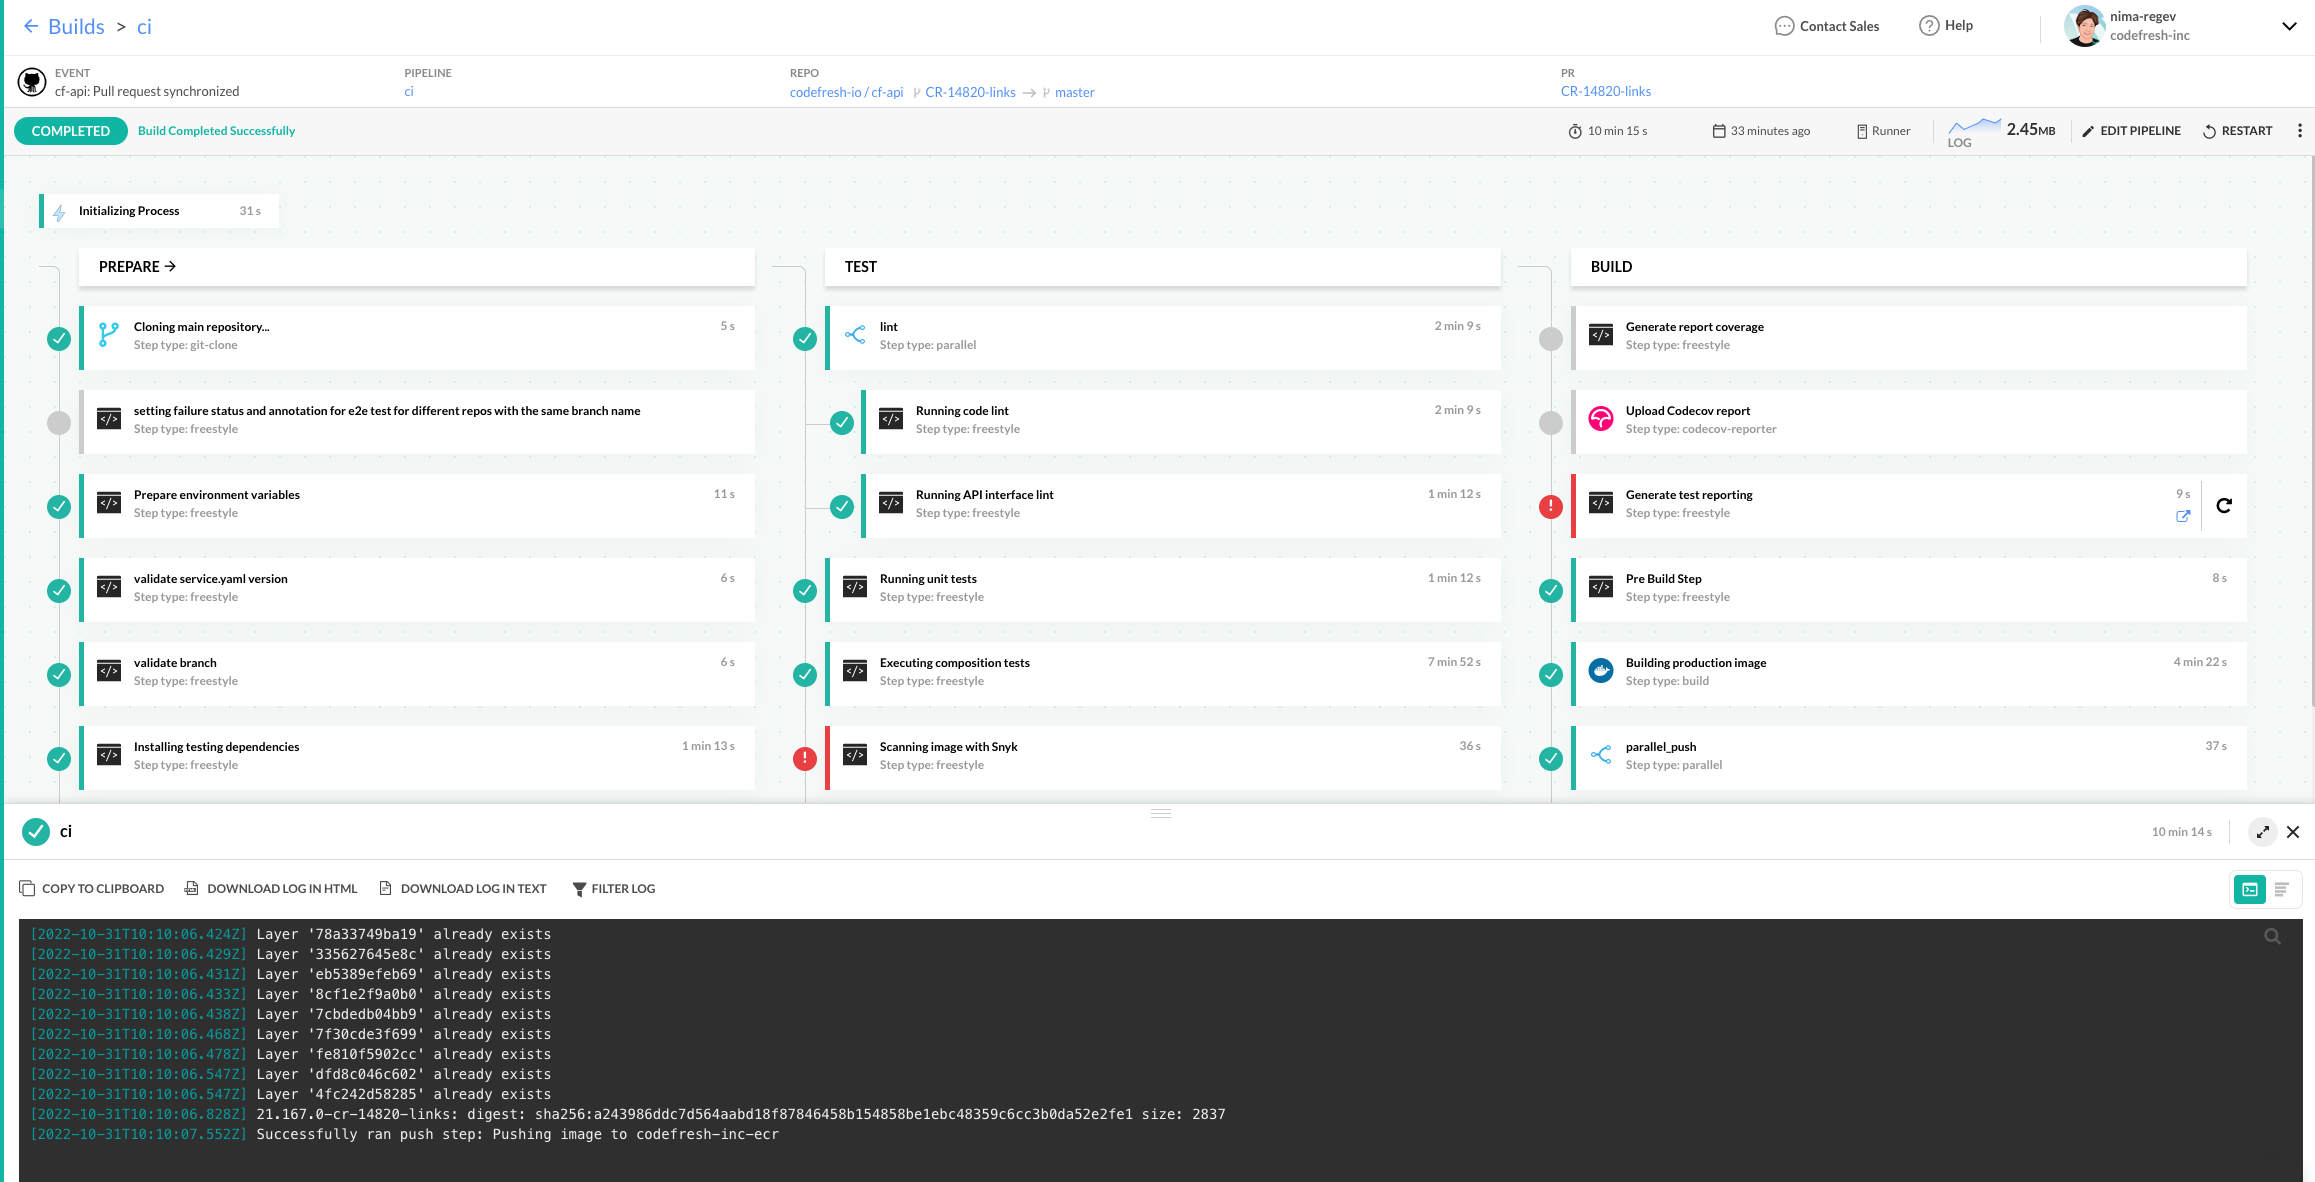 Builds > ci
Contact Sales
Help
nima-regev
codefresh-inc
EVENT
cf-api: Pull request synchronized
PIPELINE
ci
REPO
codefresh-io / cf-api CR-14820-links → master
PR
CR-14820-links
COMPLETED
Build Completed Successfully
10 min 15 s
33 minutes ago
Runner
LOG
2.45MB
EDIT PIPELINE
RESTART
Initializing Process 31 s
PREPARE →
Cloning main repository... 5 s
Step type: git-clone
setting failure status and annotation for e2e test for different repos with the same branch name
Step type: freestyle
Prepare environment variables 11 s
Step type: freestyle
validate service.yaml version 6 s
Step type: freestyle
validate branch 6 s
Step type: freestyle
Installing testing dependencies 1 min 13 s
Step type: freestyle
TEST
lint 2 min 9 s
Step type: parallel
Running code lint 2 min 9 s
Step type: freestyle
Running API interface lint 1 min 12 s
Step type: freestyle
Running unit tests 1 min 12 s
Step type: freestyle
Executing composition tests 7 min 52 s
Step type: freestyle
Scanning image with Snyk 36 s
Step type: freestyle
BUILD
Generate report coverage
Step type: freestyle
Upload Codecov report
Step type: codecov-reporter
Generate test reporting 9 s
Step type: freestyle
Pre Build Step 8 s
Step type: freestyle
Building production image 4 min 22 s
Step type: build
parallel_push 37 s
Step type: parallel
ci 10 min 14 s
COPY TO CLIPBOARD DOWNLOAD LOG IN HTML DOWNLOAD LOG IN TEXT FILTER LOG
[2022-10-31T10:10:06.424Z] Layer '78a33749ba19' already exists
[2022-10-31T10:10:06.429Z] Layer '335627645e8c' already exists
[2022-10-31T10:10:06.431Z] Layer 'eb5389efeb69' already exists
[2022-10-31T10:10:06.433Z] Layer '8cf1e2f9a0b0' already exists
[2022-10-31T10:10:06.438Z] Layer '7cbdedb04bb9' already exists
[2022-10-31T10:10:06.468Z] Layer '7f30cde3f699' already exists
[2022-10-31T10:10:06.478Z] Layer 'fe810f5902cc' already exists
[2022-10-31T10:10:06.547Z] Layer 'dfd8c046c602' already exists
[2022-10-31T10:10:06.547Z] Layer '4fc242d58285' already exists
[2022-10-31T10:10:06.828Z] 21.167.0-cr-14820-links: digest: sha256:a243986ddc7d564aabd18f87846458b154858be1ebc48359c6cc3b0da52e2fe1 size: 2837
[2022-10-31T10:10:07.552Z] Successfully ran push step: Pushing image to codefresh-inc-ecr